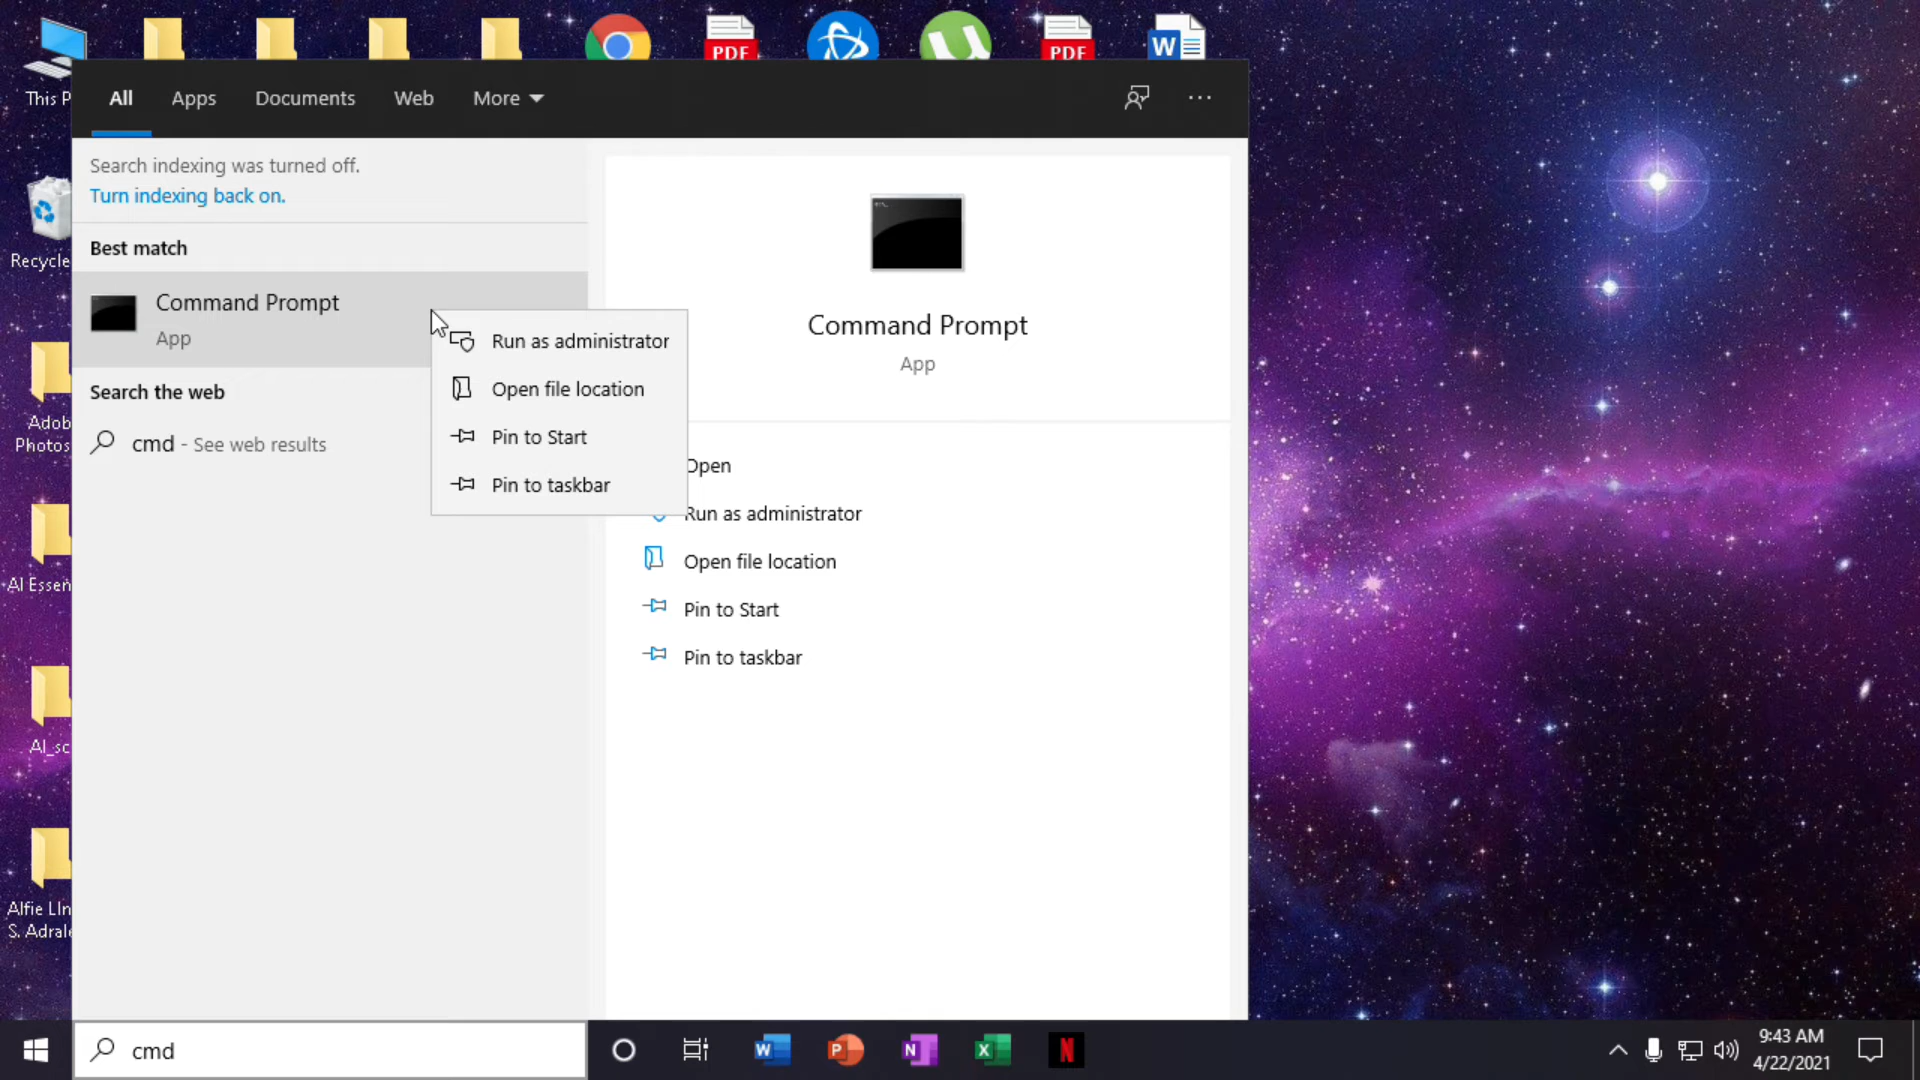 PDF
PDF
W
This P
All
Apps
Documents
Web
More
Search indexing was turned off.
Turn indexing back on.
Best match
Command Prompt
App
Search the web
cmd - See web results
Run as administrator
Open file location
Pin to Start
Pin to taskbar
Command Prompt
App
Open
Run as administrator
Open file location
Pin to Start
Pin to taskbar
Recycle
Adob
Photos
AI Essen
AI_sc
Alfie LIn
S. Adrale
cmd
W
P
N
X
N
9:43 AM
4/22/2021